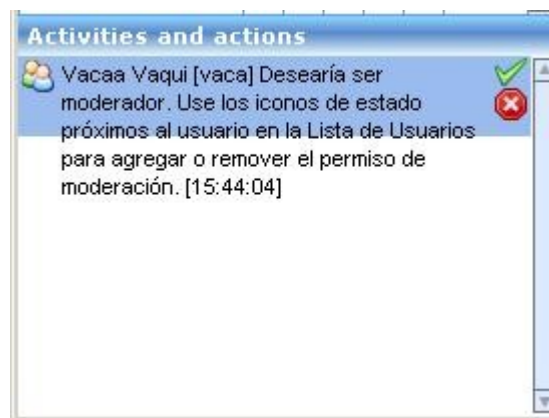 Activities and actions
Vacaa Vaqui [vaca] Desearía ser
moderador. Use los iconos de estado
próximos al usuario en la Lista de Usuarios
para agregar o remover el permiso de
moderación. [15:44:04]